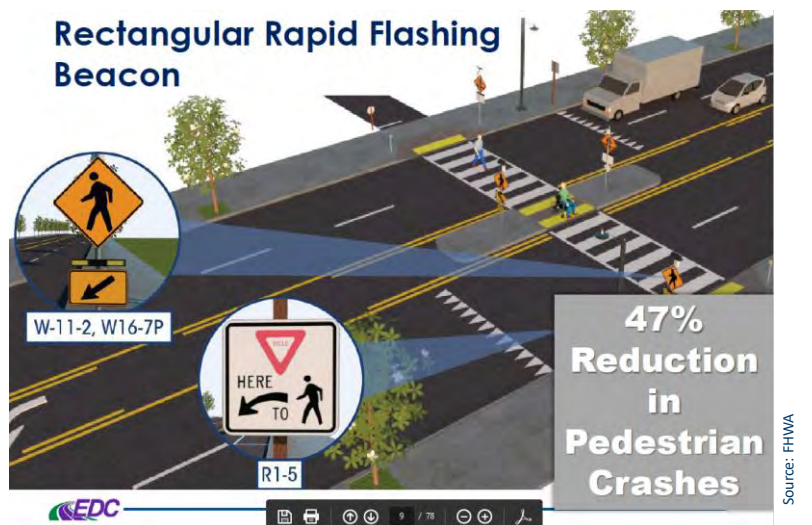 Rectangular Rapid Flashing
Beacon
W-11-2, W16-7P
YIELD
HERE
TO
R1-5
47%
Reduction
in
Pedestrian
Crashes
Source: FHWA
EDC
9 / 78